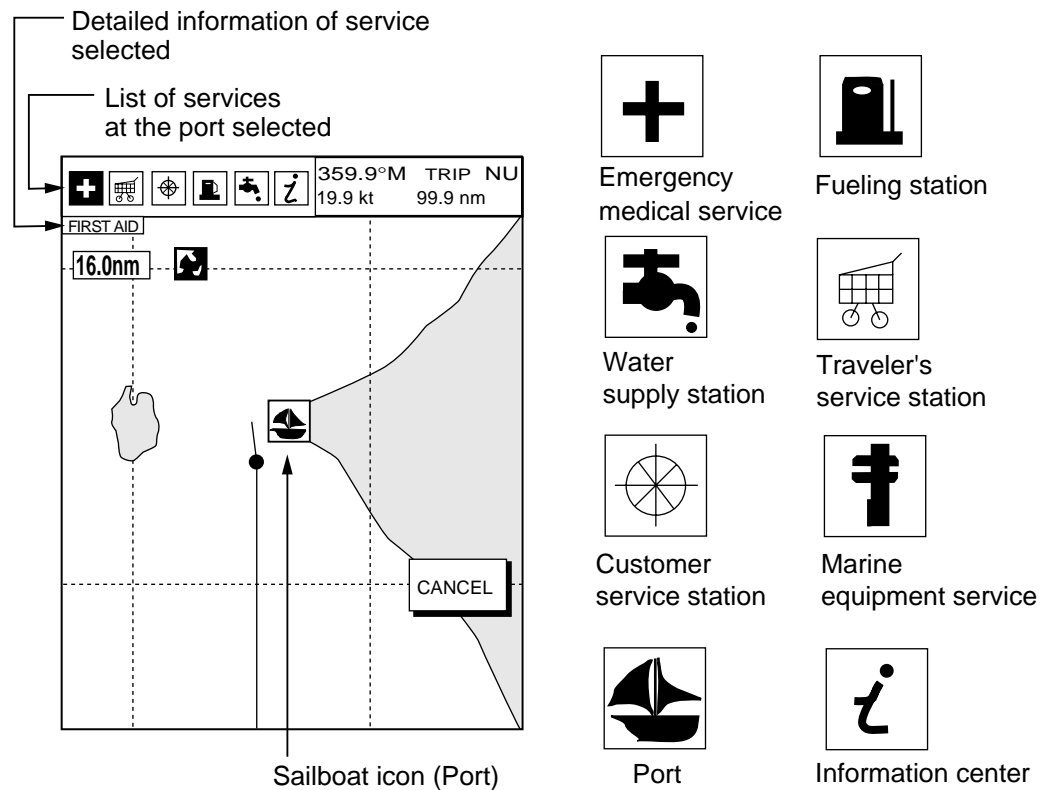 Detailed information of service
selected
List of services
at the port selected
359.9°M TRIP NU
19.9 kt 99.9 nm
FIRST AID
16.0nm
CANCEL
Sailboat icon (Port)
Emergency
medical service
Fueling station
Water
supply station
Traveler's
service station
Customer
service station
Marine
equipment service
Port
Information center